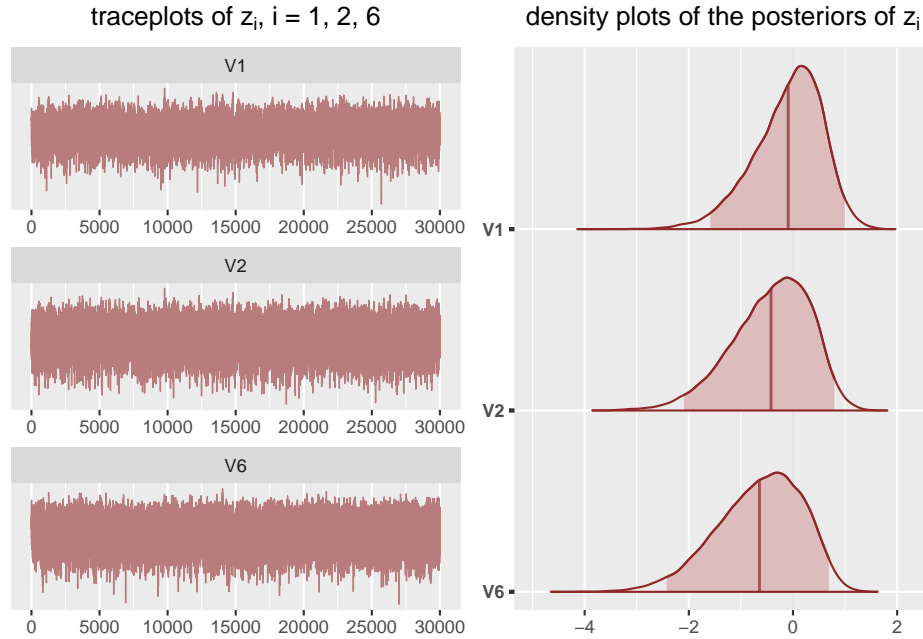 traceplots of zᵢ, i = 1, 2, 6
V1
0 5000 10000 15000 20000 25000 30000
V2
0 5000 10000 15000 20000 25000 30000
V6
0 5000 10000 15000 20000 25000 30000
density plots of the posteriors of zᵢ
V1
V2
V6
−4 −2 0 2